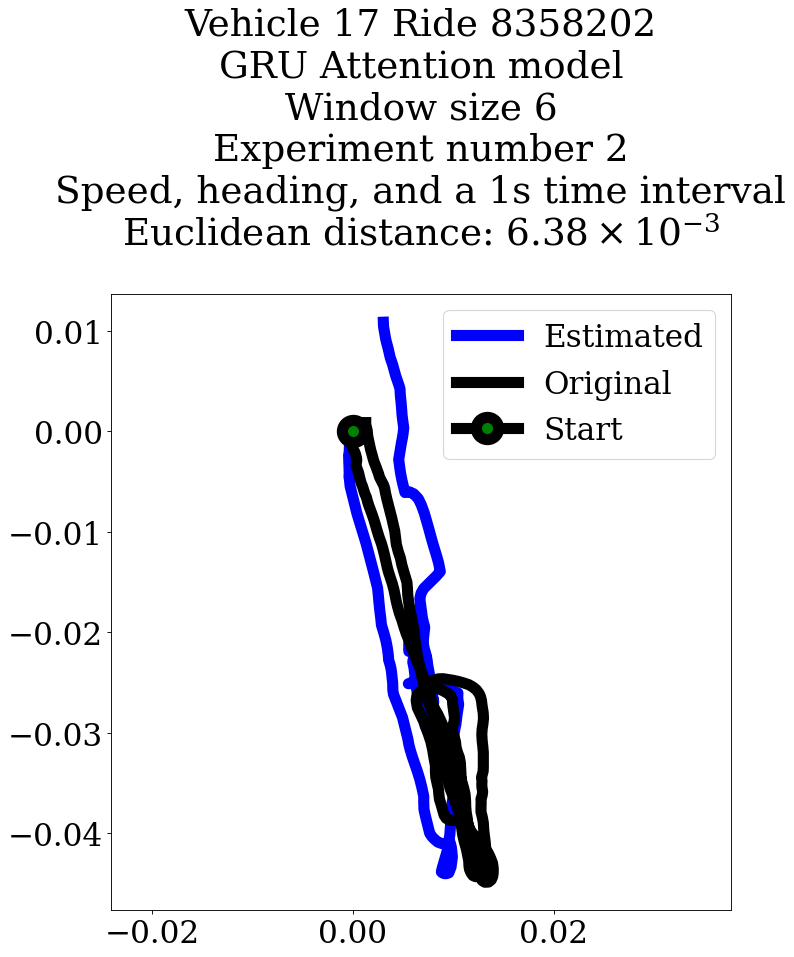 Vehicle 17 Ride 8358202
GRU Attention model
Window size 6
Experiment number 2
Speed, heading, and a 1s time interval
Euclidean distance: 6.38 × 10⁻³
Estimated
Original
Start
0.01
0.00
−0.01
−0.02
−0.03
−0.04
−0.02 0.00 0.02